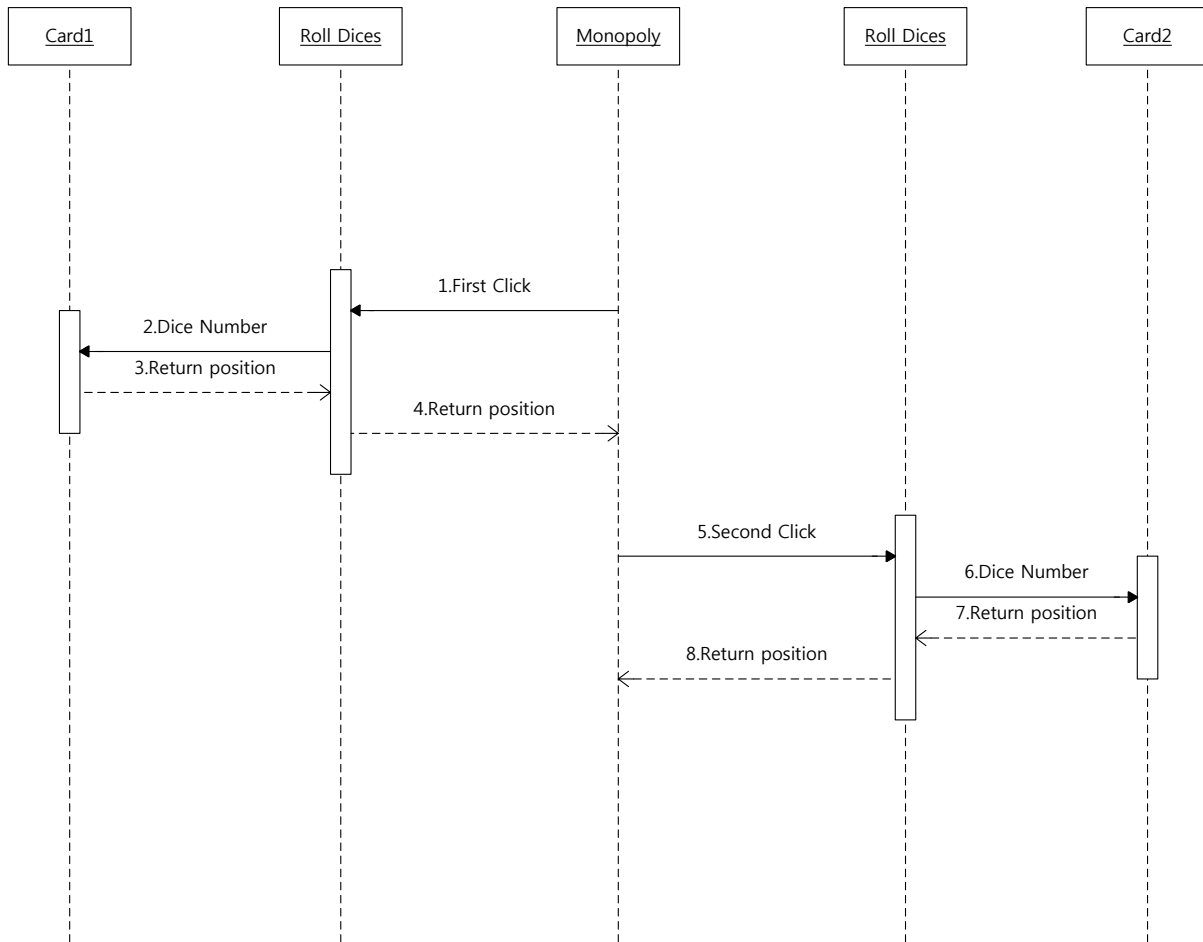 Card1
Roll Dices
Monopoly
Roll Dices
Card2
1.First Click
2.Dice Number
3.Return position
4.Return position
5.Second Click
6.Dice Number
7.Return position
8.Return position